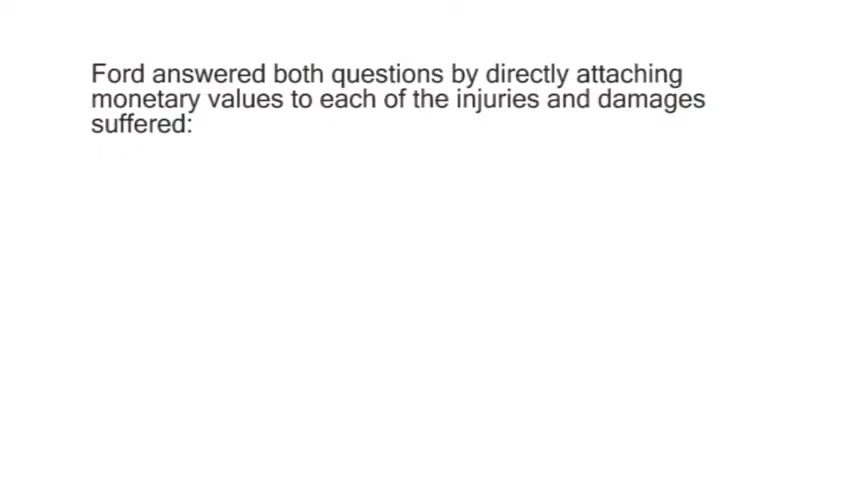 Ford answered both questions by directly attaching
monetary values to each of the injuries and damages
suffered: